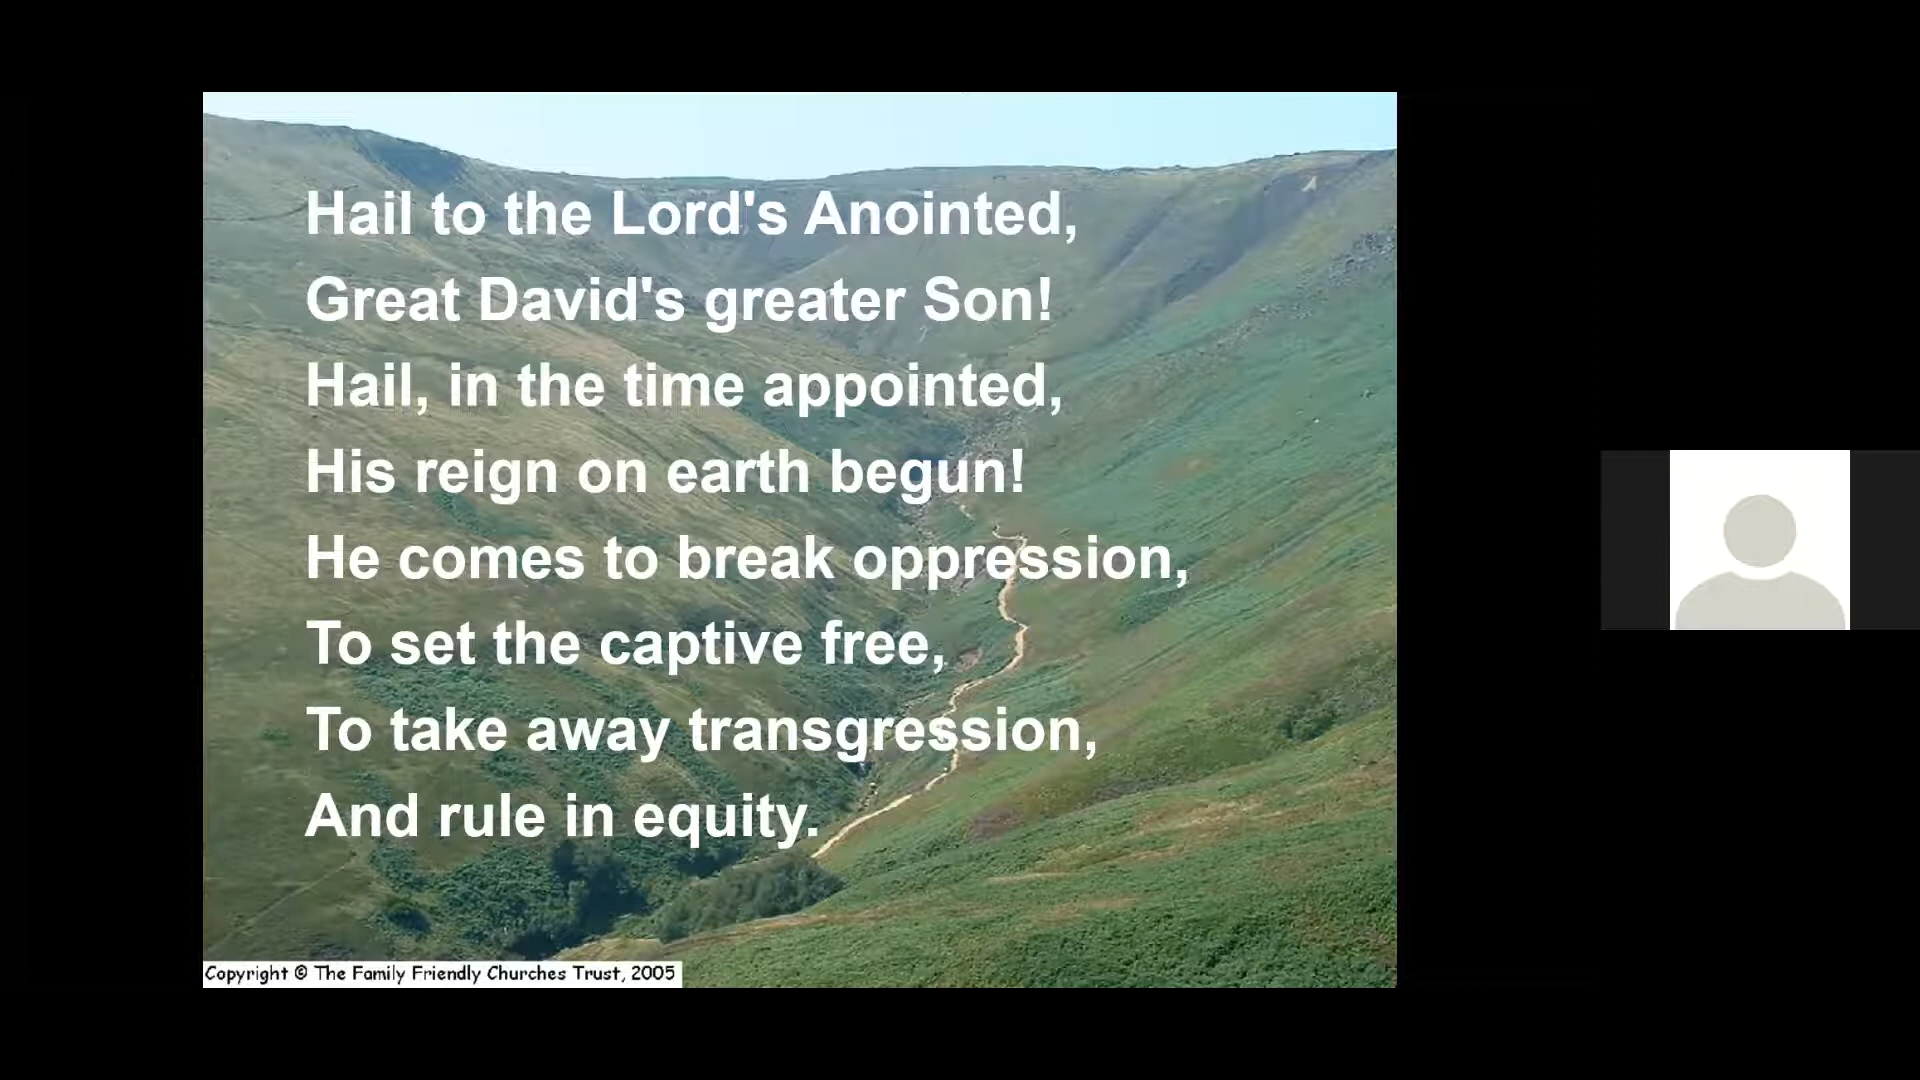 Hail to the Lord's Anointed,
Great David's greater Son!
Hail, in the time appointed,
His reign on earth begun!
He comes to break oppression,
To set the captive free,
To take away transgression,
And rule in equity.
Copyright © The Family Friendly Churches Trust, 2005